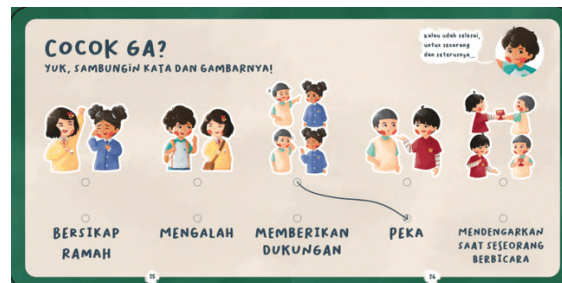 COCOK GA?
YUK, SAMBUNGIN KATA DAN GAMBARNYA!
kalau udah selesai,
untuk sekarang
dan seterusnya...
BERSIKAP
RAMAH
MENGALAH
MEMBERIKAN
DUKUNGAN
PEKA
MENDENGARKAN
SAAT SESEORANG
BERBICARA
25
26